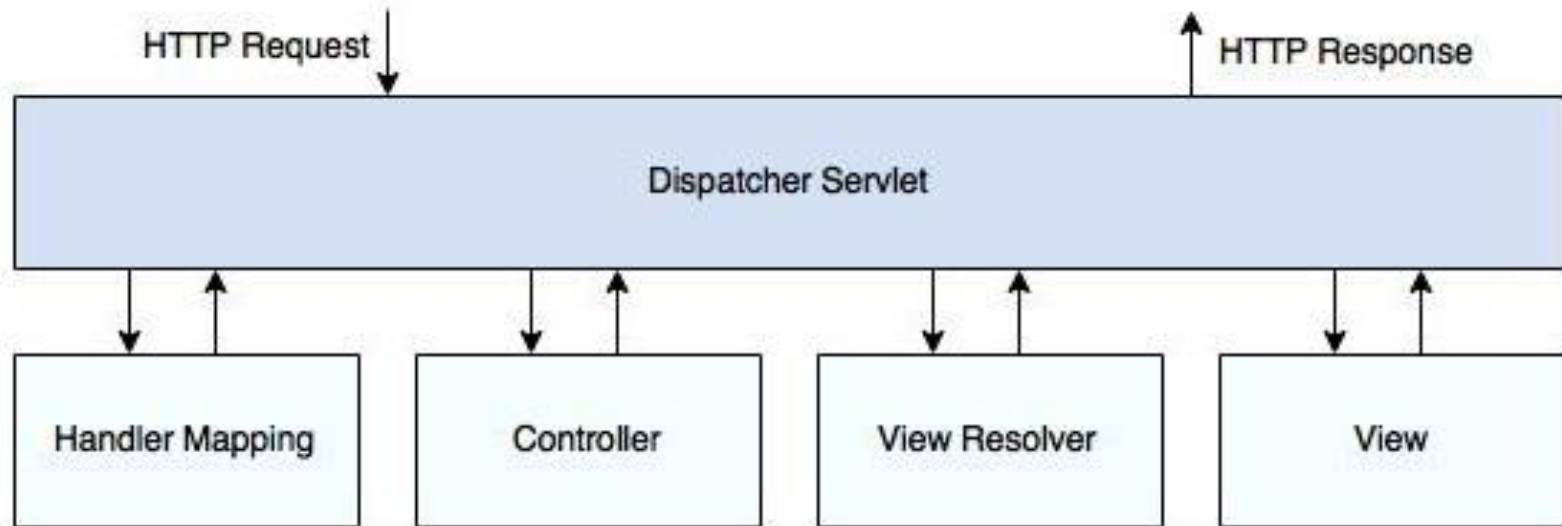 HTTP Request
HTTP Response
Dispatcher Servlet
Handler Mapping
Controller
View Resolver
View